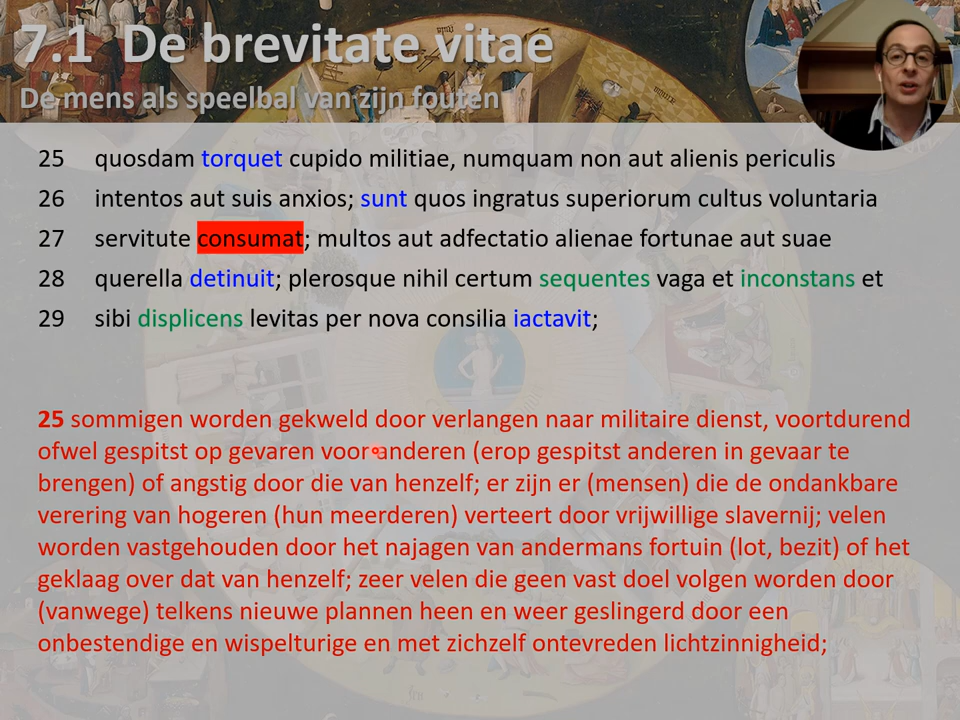 7.1 De brevitate vitae
De mens als speelbal van zijn fouten
25 quosdam torquet cupido militiae, numquam non aut alienis periculis
26 intentos aut suis anxios; sunt quos ingratus superiorum cultus voluntaria
27 servitute consumat; multos aut adfectatio alienae fortunae aut suae
28 querella detinuit; plerosque nihil certum sequentes vaga et inconstans et
29 sibi displicens levitas per nova consilia iactavit;
25 sommigen worden gekweld door verlangen naar militaire dienst, voortdurend
ofwel gespitst op gevaren voor anderen (erop gespitst anderen in gevaar te
brengen) of angstig door die van henzelf; er zijn er (mensen) die de ondankbare
verering van hogeren (hun meerderen) verteert door vrijwillige slavernij; velen
worden vastgehouden door het najagen van andermans fortuin (lot, bezit) of het
geklaag over dat van henzelf; zeer velen die geen vast doel volgen worden door
(vanwege) telkens nieuwe plannen heen en weer geslingerd door een
onbestendige en wispelturige en met zichzelf ontevreden lichtzinnigheid;